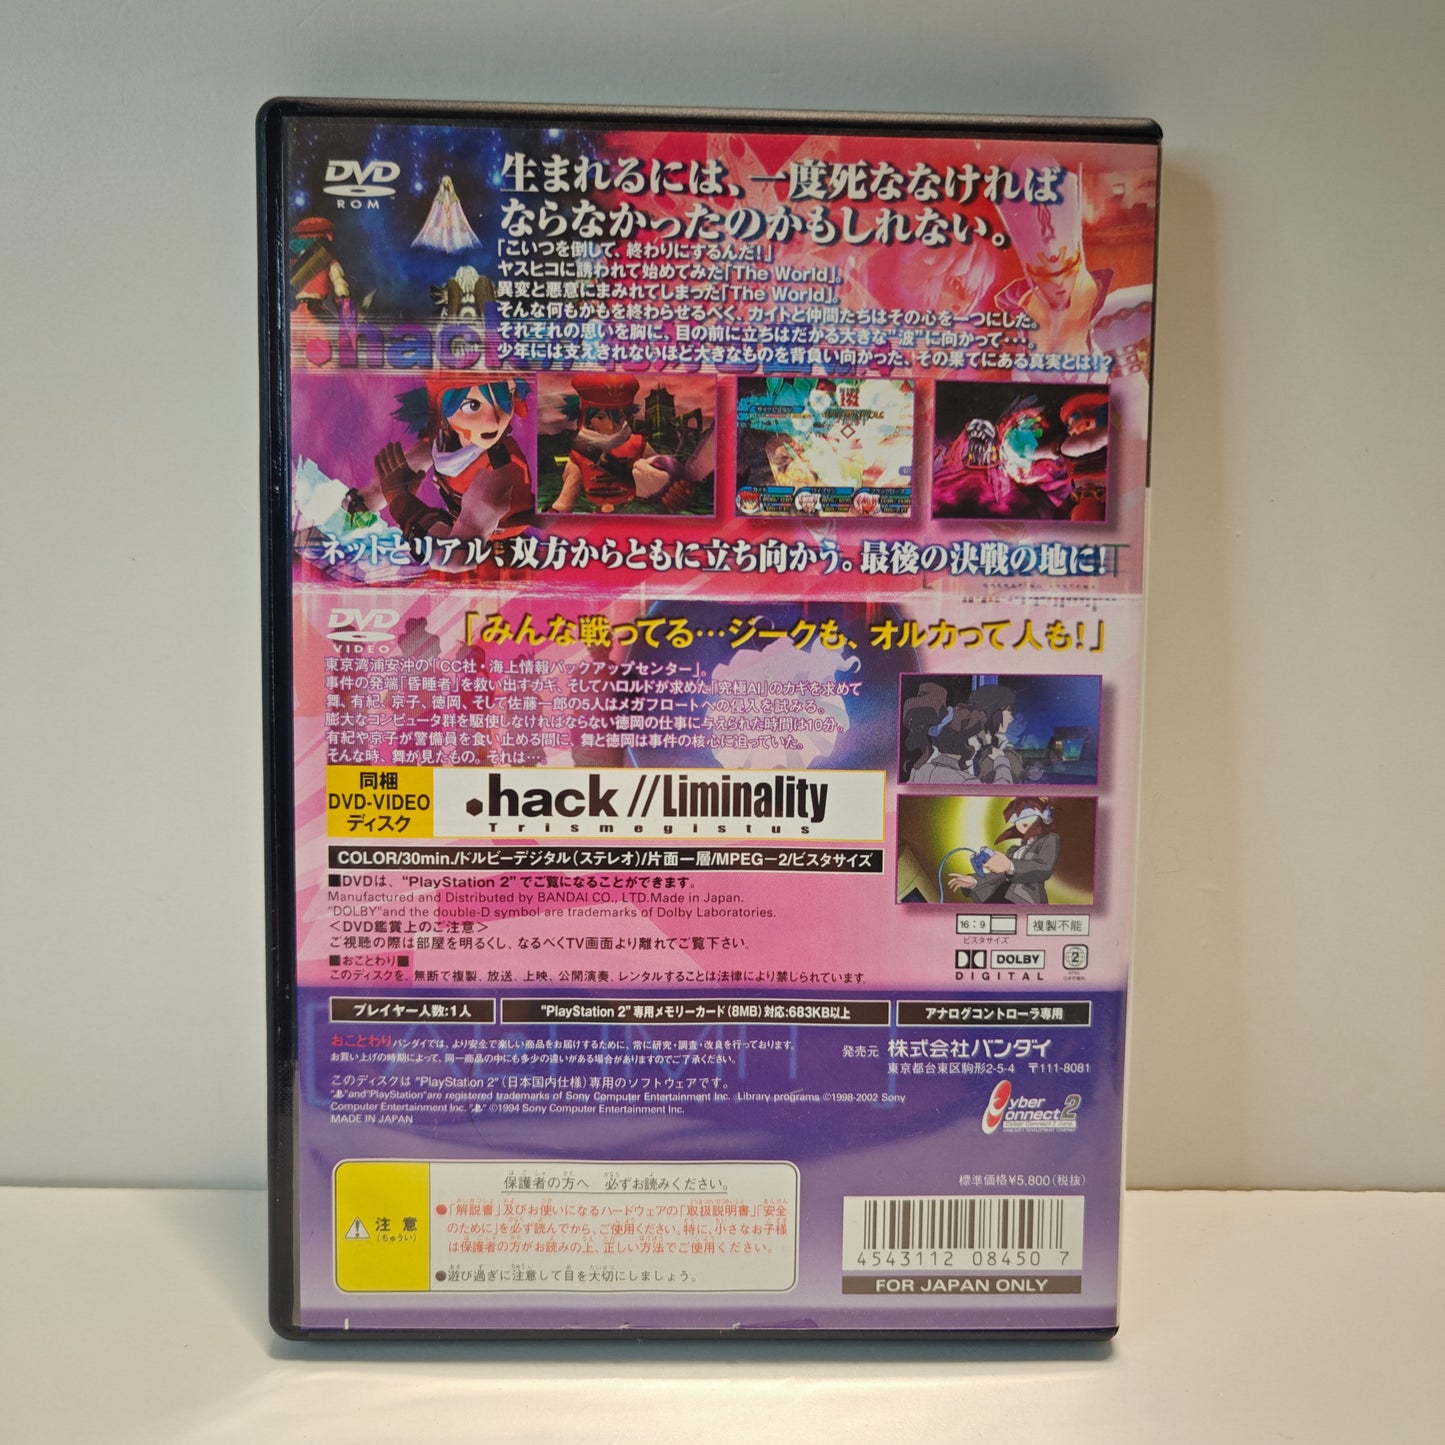 DVD
ROM
生まれるには、一度死ななければ
ならなかったのかもしれない。
「こいつを倒して、終わりにするんだ!」
ヤスヒコに誘われて始めてみた「The World」。
異変と悪意にまみれてしまった「The World」。
そんな何もかもを終わらせるべく、カイトと仲間たちはその心を一つにした。
それぞれの思いを胸に、目の前に立ちはだかる大きな"波"に向かって・・・。
少年には支えきれないほど大きなものを背負い向かった、その果てにある真実とは!?
ネットとリアル、双方からともに立ち向かう。最後の決戦の地に!
DVD
VIDEO
「みんな戦ってる…ジークも、オルカって人も!」
東京湾浦安沖の「CC社・海上情報バックアップセンター」。
事件の発端「昏睡者」を救い出すカギ、そしてハロルドが求めた「究極AI」のカギを求めて
舞、有紀、京子、徳岡、そして佐藤一郎の5人はメガフロートへの侵入を試みる。
膨大なコンピュータ群を駆使しなければならない徳岡の仕事に与えられた時間は10分。
有紀や京子が警備員を食い止める間に、舞と徳岡は事件の核心に迫っていた。
そんな時、舞が見たもの。それは…。
同梱
DVD-VIDEO
ディスク
.hack//Liminality
Trismegistus
COLOR/30min./ドルビーデジタル(ステレオ)/片面一層/MPEG-2/ビスタサイズ
■DVDは、"PlayStation 2"でご覧になることができます。
Manufactured and Distributed by BANDAI CO., LTD.Made in Japan.
"DOLBY"and the double-D symbol are trademarks of Dolby Laboratories.
<DVD鑑賞上のご注意>
ご視聴の際は部屋を明るくし、なるべくTV画面より離れてご覧下さい。
■おことわり■
このディスクを、無断で複製、放送、上映、公開演奏、レンタルすることは法律により禁じられています。
16:9
ビスタサイズ
複製不能
DOLBY
DIGITAL
2
プレイヤー人数:1人
"PlayStation 2"専用メモリーカード(8MB)対応:683KB以上
アナログコントローラ専用
おことわり バンダイでは、より安全で楽しい商品をお届けするために、常に研究・調査・改良を行っております。
お買い上げの時期によって、同一商品の中にも多少の違いがある場合がありますのでご了承ください。
発売元 株式会社バンダイ
東京都台東区駒形2-5-4 〒111-8081
このディスクは"PlayStation 2"(日本国内仕様)専用のソフトウェアです。
"and"PlayStation"are registered trademarks of Sony Computer Entertainment Inc. Library programs ©1998-2002 Sony
Computer Entertainment Inc. ©1994 Sony Computer Entertainment Inc.
MADE IN JAPAN
Cyber
Connect2
標準価格¥5,800(税抜)
保護者の方へ 必ずお読みください。
注意
(ちゅうい)
●「解説書」及びお使いになるハードウェアの「取扱説明書」「安全
のために」を必ず読んでから、ご使用ください。特に、小さなお子様
は保護者の方がお読みの上、正しい方法でご使用ください。
●遊び過ぎに注意して目を大切にしましょう。
4543112 08450 7
FOR JAPAN ONLY